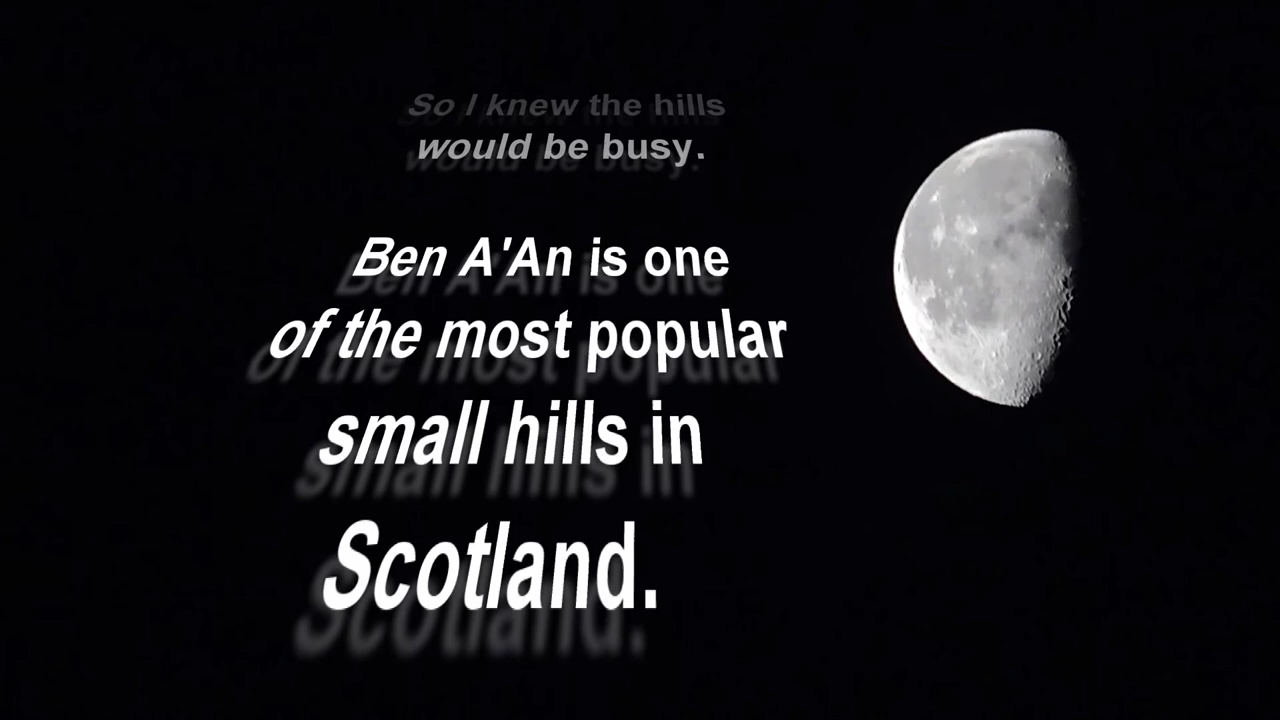 So I knew the hills
would be busy.
Ben A'An is one
of the most popular
small hills in
Scotland.